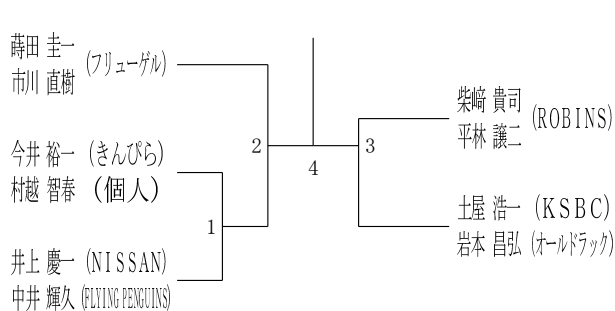 蒔田 圭一 (フリューゲル)
市川 直樹
今井 裕一 (きんぴら)
村越 智春 (個人)
井上 慶一 (NISSAN)
中井 輝久 (FLYING PENGUINS)
1
2
4
3
柴﨑 貴司 (ROBINS)
平林 譲二
土屋 浩一 (KSBC)
岩本 昌弘 (オールドラック)